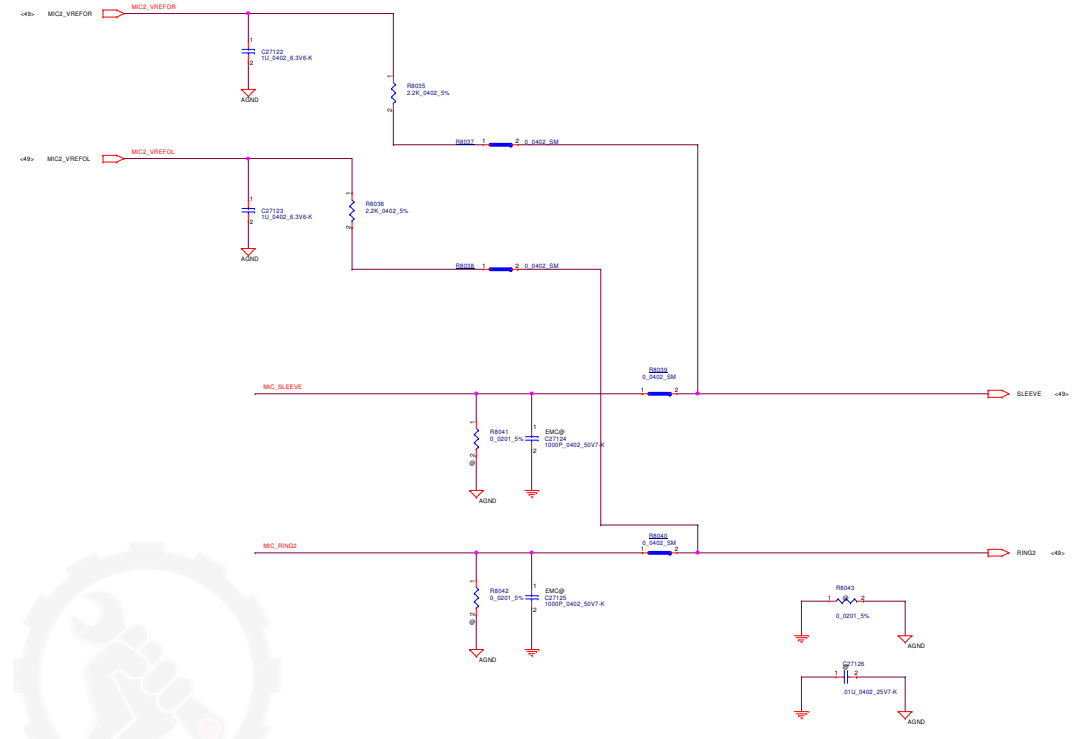 <49> MIC2_VREFOR MIC2_VREFOR
1
C27122
1U_0402_6.3V6-K
2
AGND
1
R8035
2.2K_0402_5%
2
R8037 1 2 0_0402_SM
<49> MIC2_VREFOL MIC2_VREFOL
1
C27123
1U_0402_6.3V6-K
2
AGND
1
R8036
2.2K_0402_5%
2
R8038 1 2 0_0402_SM
MIC_SLEEVE
R8039
0_0402_SM
1 2
SLEEVE <49>
1
R8041
0_0201_5%
2
@
AGND
1
EMC@
C27124
1000P_0402_50V7-K
2
MIC_RING2
R8040
0_0402_SM
1 2
RING2 <49>
1
R8042
0_0201_5%
2
@
AGND
1
EMC@
C27125
1000P_0402_50V7-K
2
R8043
1 @ 2
0_0201_5%
AGND
C27126
@
1 2
.01U_0402_25V7-K
AGND